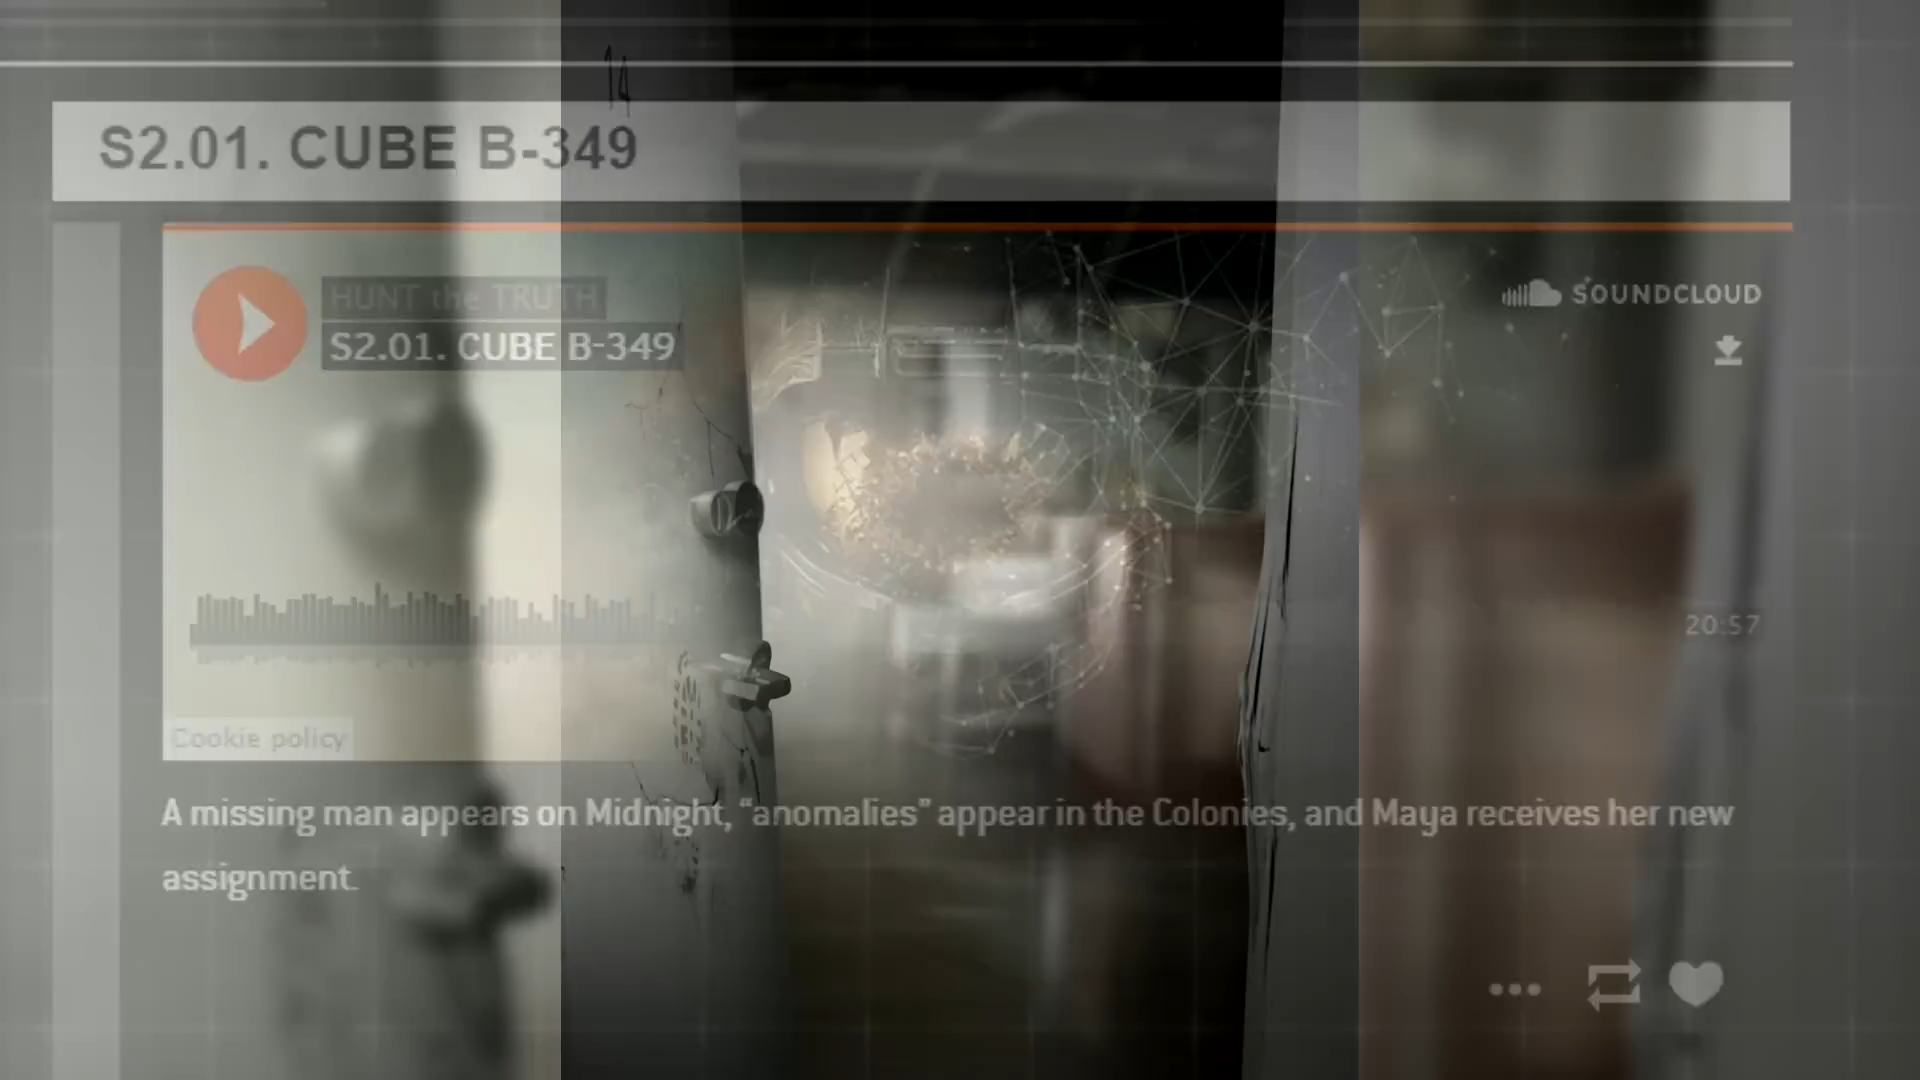 14
S2.01. CUBE B-349
HUNT the TRUTH
S2.01. CUBE B-349
SOUNDCLOUD
20:57
Cookie policy
A missing man appears on Midnight, “anomalies” appear in the Colonies, and Maya receives her new
assignment.